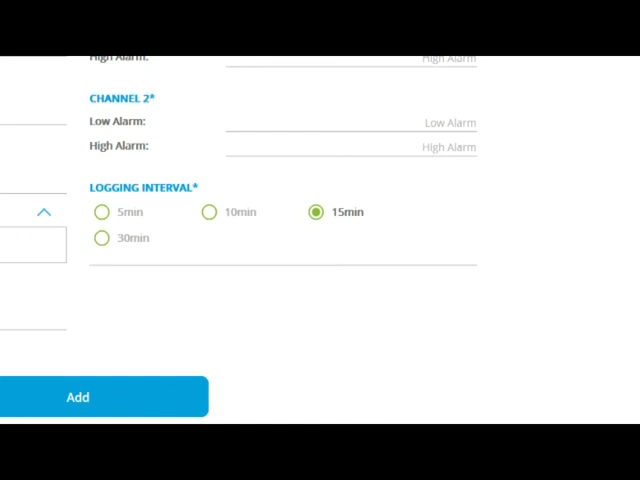 High Alarm: High Alarm
CHANNEL 2*
Low Alarm: Low Alarm
High Alarm: High Alarm
LOGGING INTERVAL*
5min 10min 15min
30min
Add